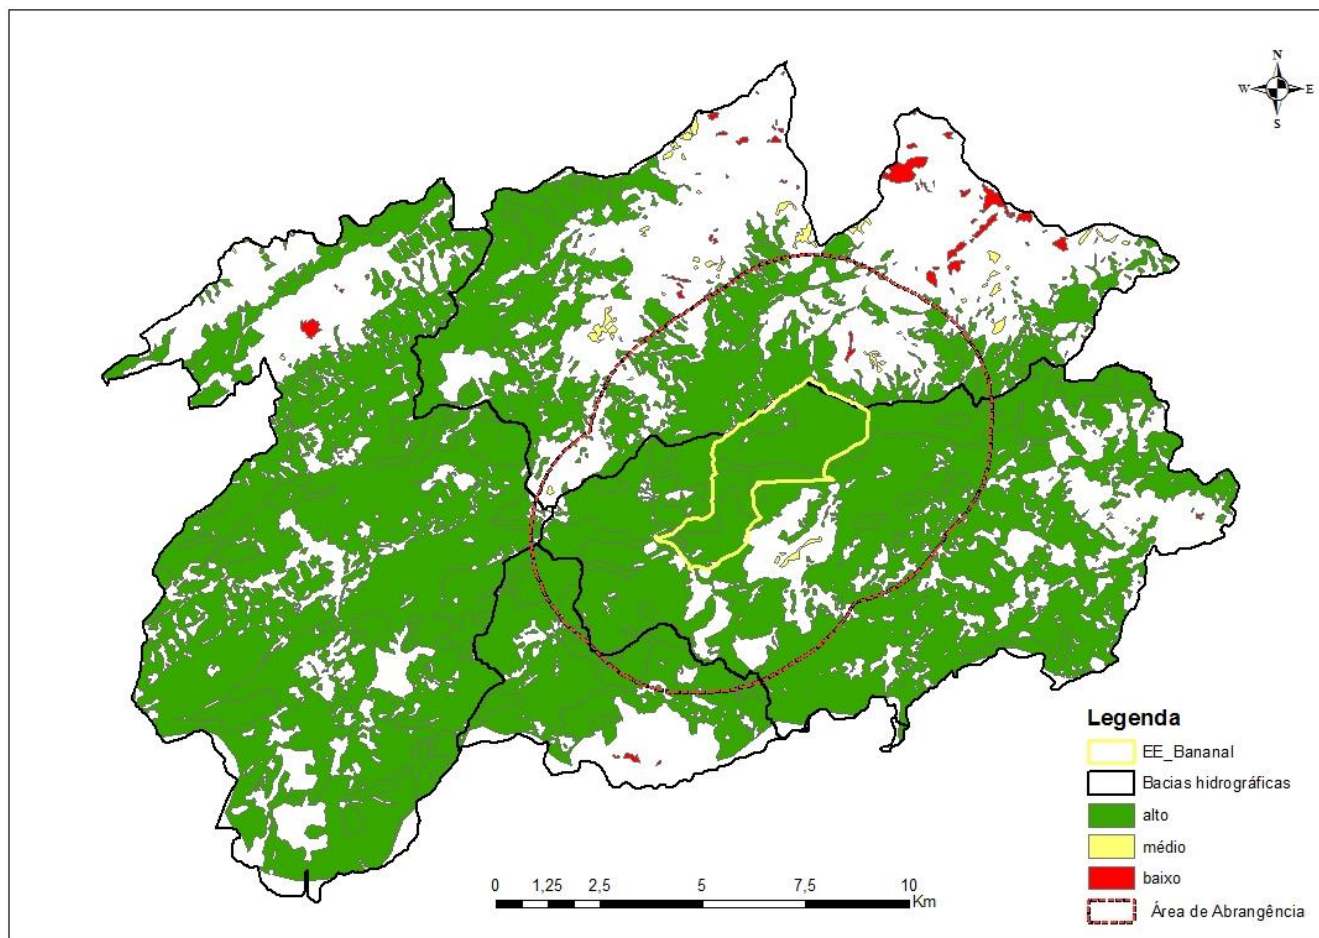 N
W E
S
Legenda
EE_Bananal
Bacias hidrográficas
alto
médio
baixo
Área de Abrangência
0 1,25 2,5 5 7,5 10
Km